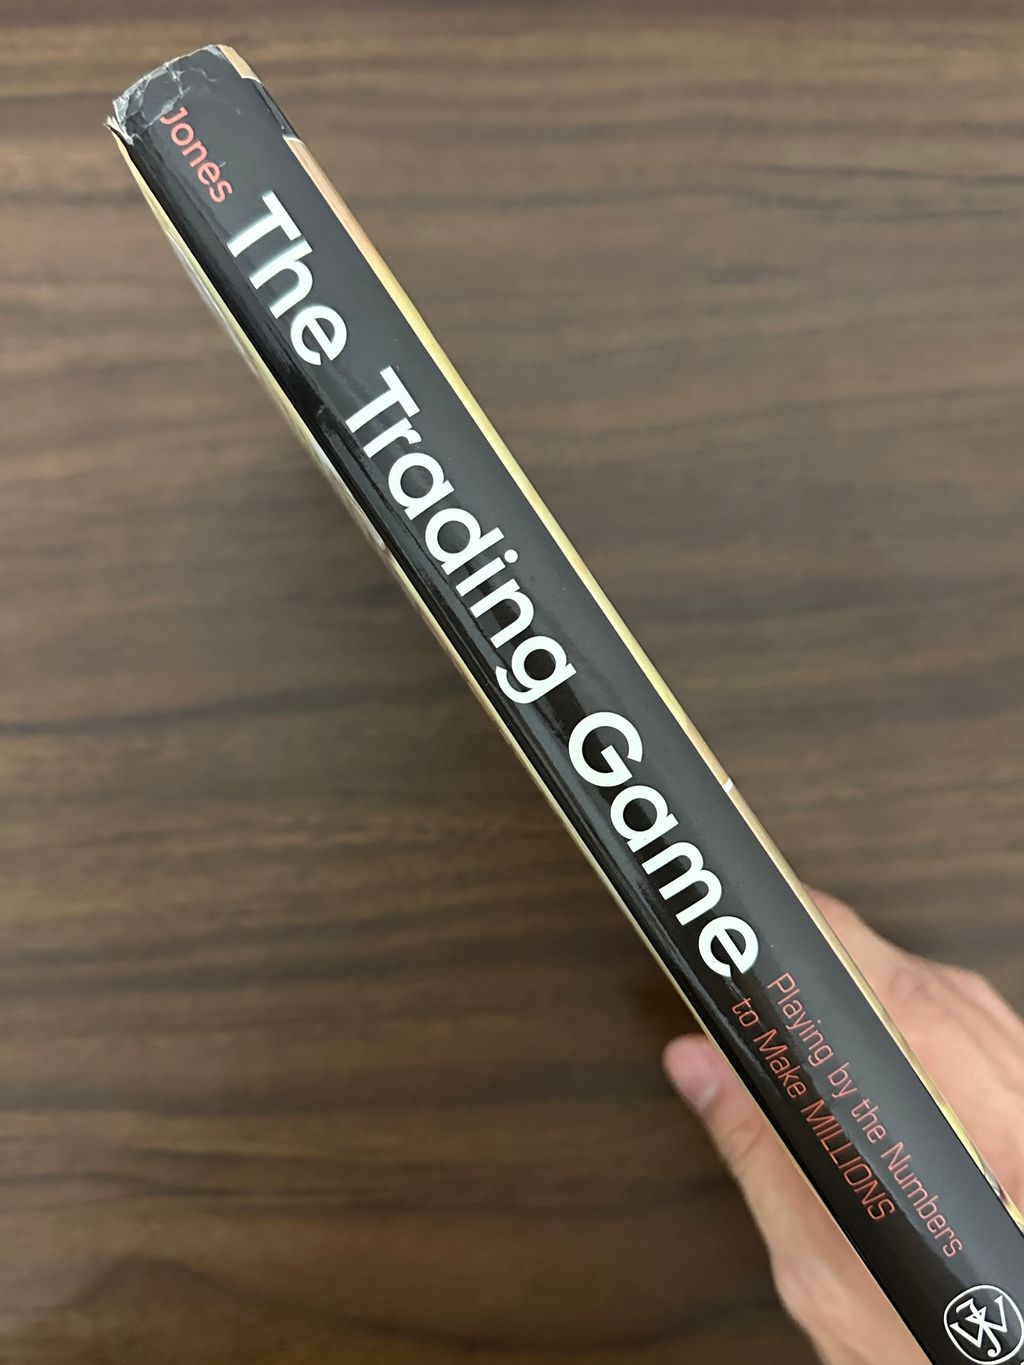 Jones
The Trading Game
Playing by the Numbers
to Make MILLIONS